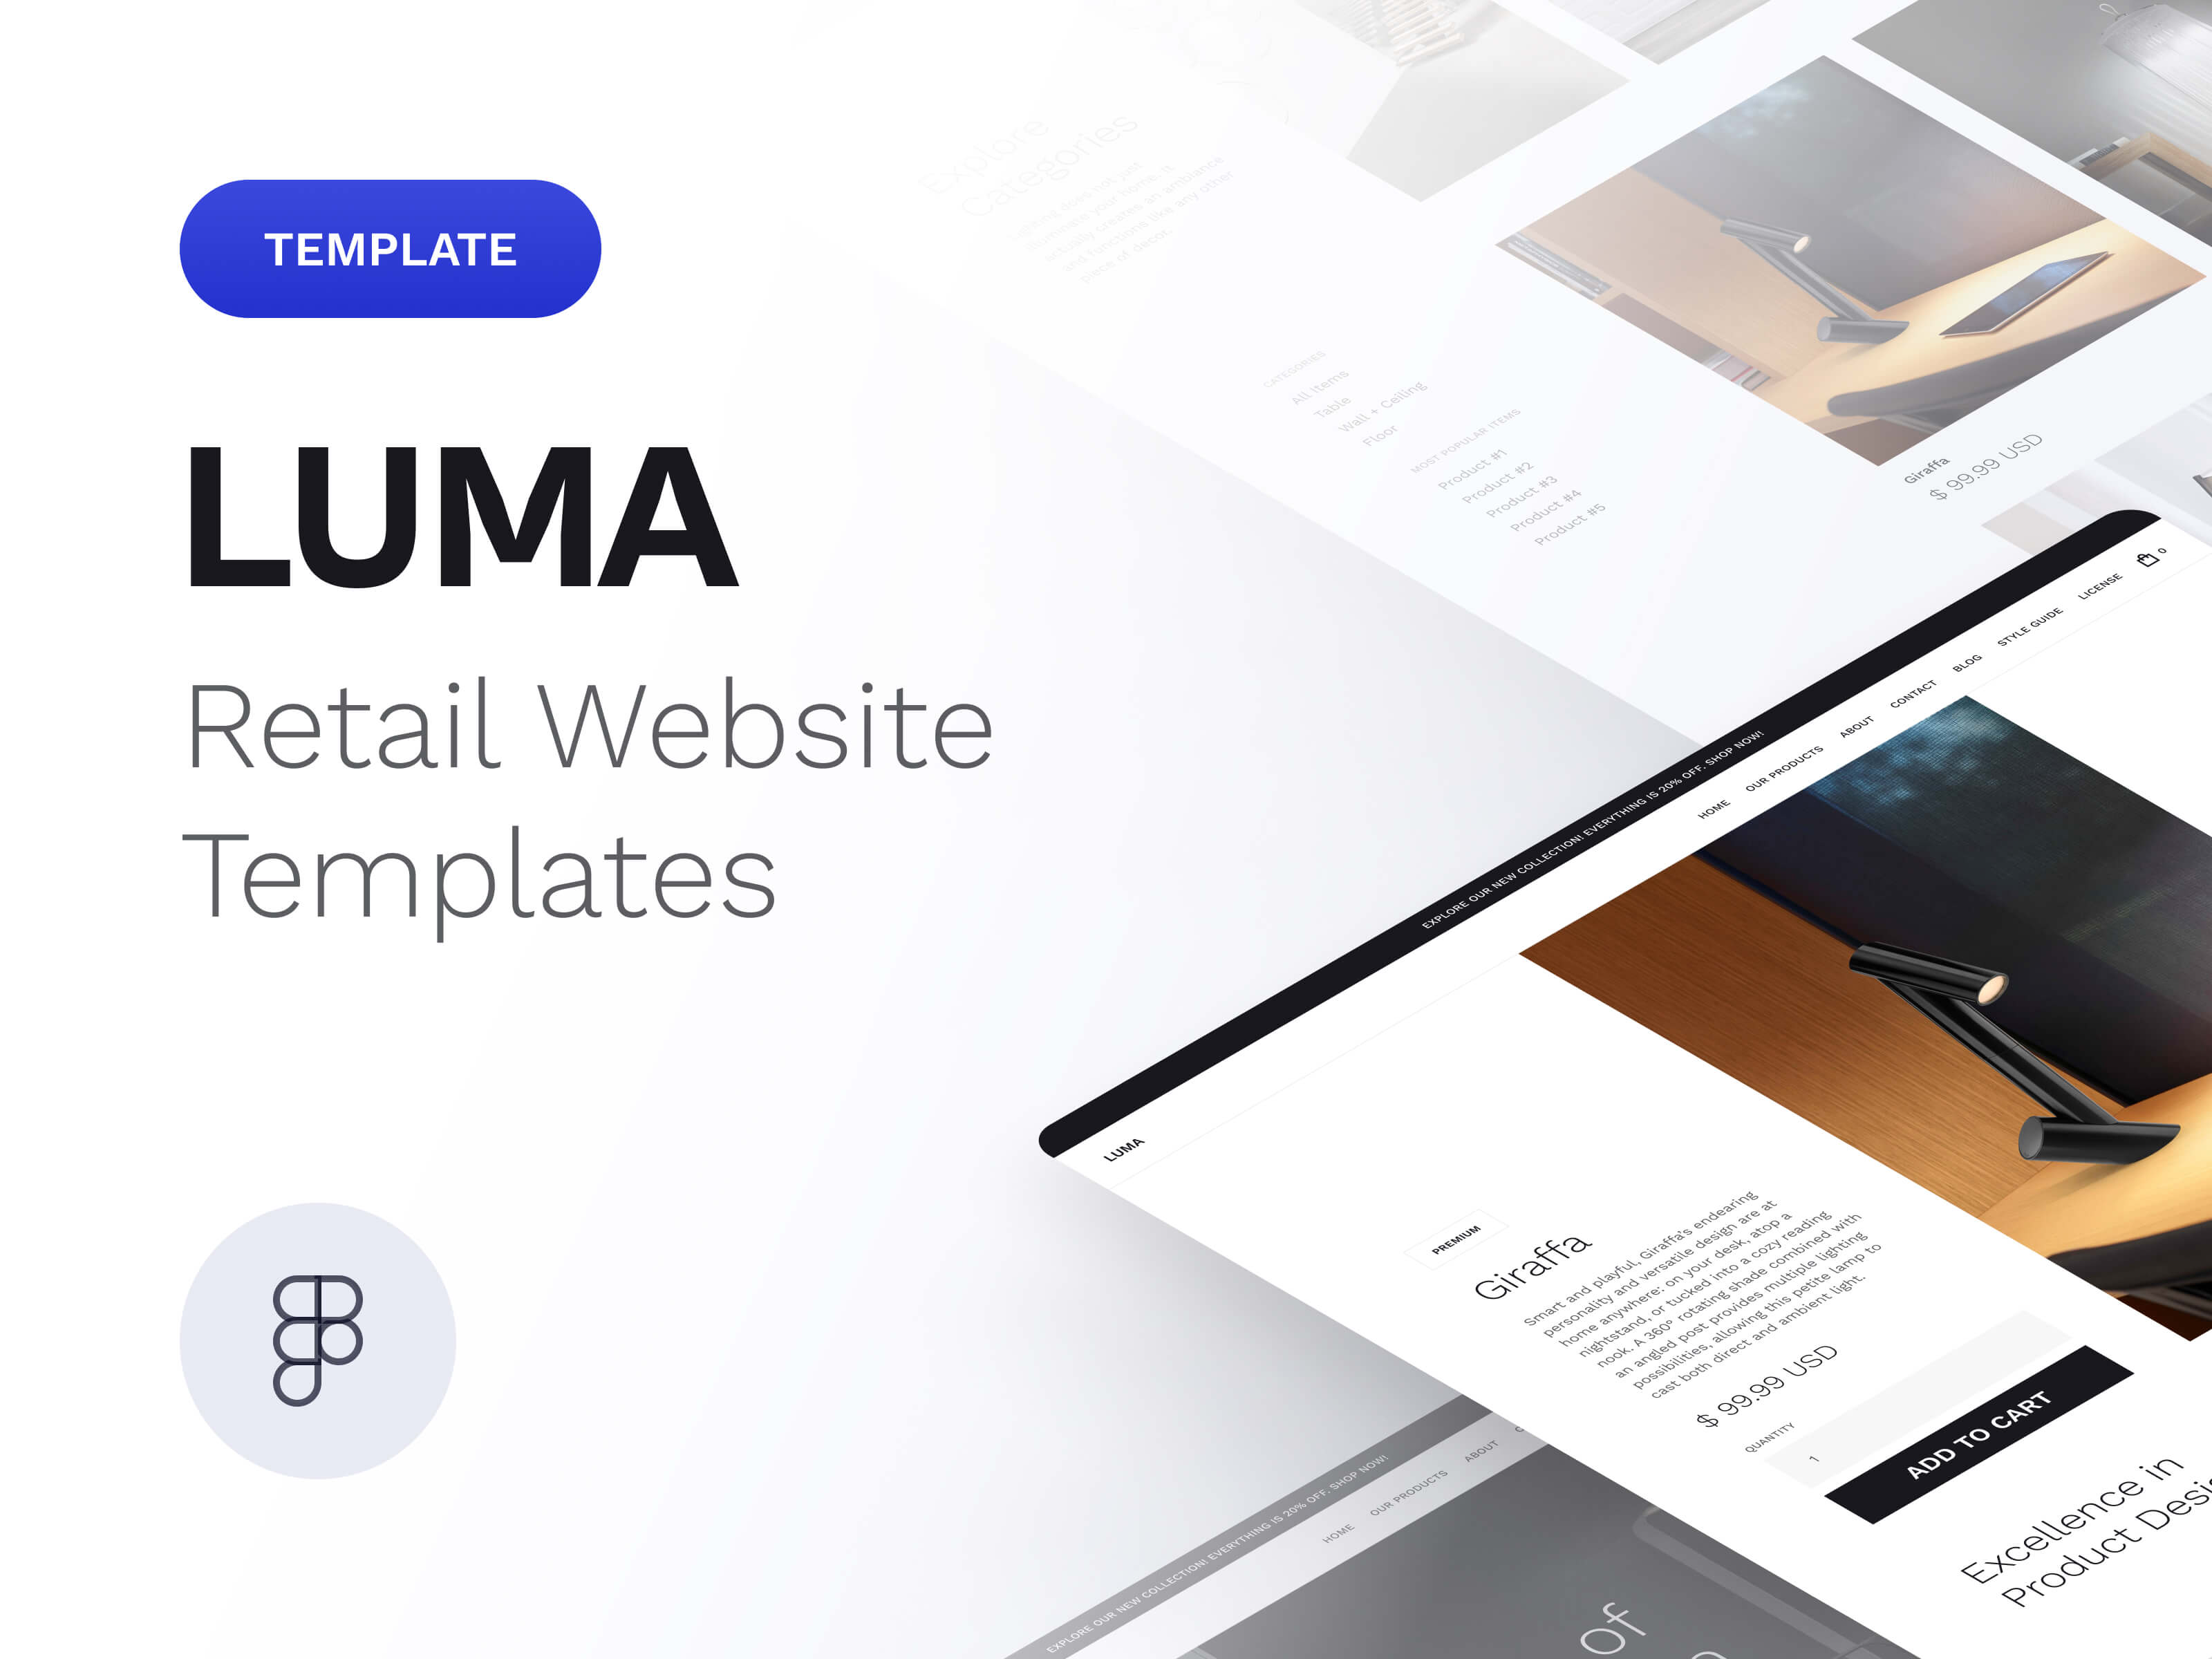 TEMPLATE
LUMA
Retail Website
Templates
Explore
Categories
Lighting does not just
illuminate your home, it
actually creates an ambiance
and functions like any other
piece of decor.
CATEGORIES
All Items
Table
Wall + Ceiling
Floor
MOST POPULAR ITEMS
Product #1
Product #2
Product #3
Product #4
Product #5
Giraffa
$ 99.99 USD
EXPLORE OUR NEW COLLECTION! EVERYTHING IS 20% OFF. SHOP NOW!
LUMA
HOME OUR PRODUCTS ABOUT CONTACT BLOG STYLE GUIDE LICENSE 0
PREMIUM
Giraffa
Smart and playful, Giraffa's endearing
personality and versatile design are at
home anywhere: on your desk, atop a
nightstand, or tucked into a cozy reading
nook. A 360° rotating shade combined with
an angled post provides multiple lighting
possibilities, allowing this petite lamp to
cast both direct and ambient light.
$ 99.99 USD
QUANTITY
1
ADD TO CART
Excellence in
Product Desi
EXPLORE OUR NEW COLLECTION! EVERYTHING IS 20% OFF. SHOP NOW!
HOME OUR PRODUCTS ABOUT
Of